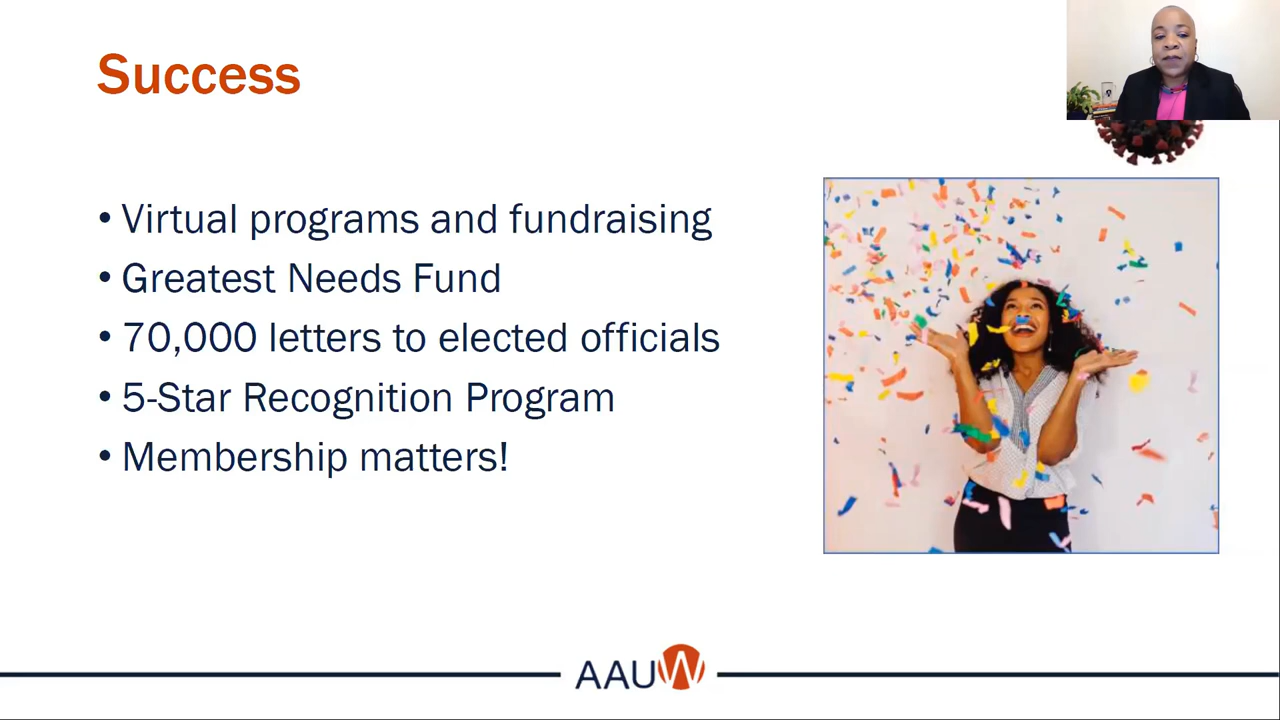 Success
• Virtual programs and fundraising
• Greatest Needs Fund
• 70,000 letters to elected officials
• 5-Star Recognition Program
• Membership matters!
AAUW